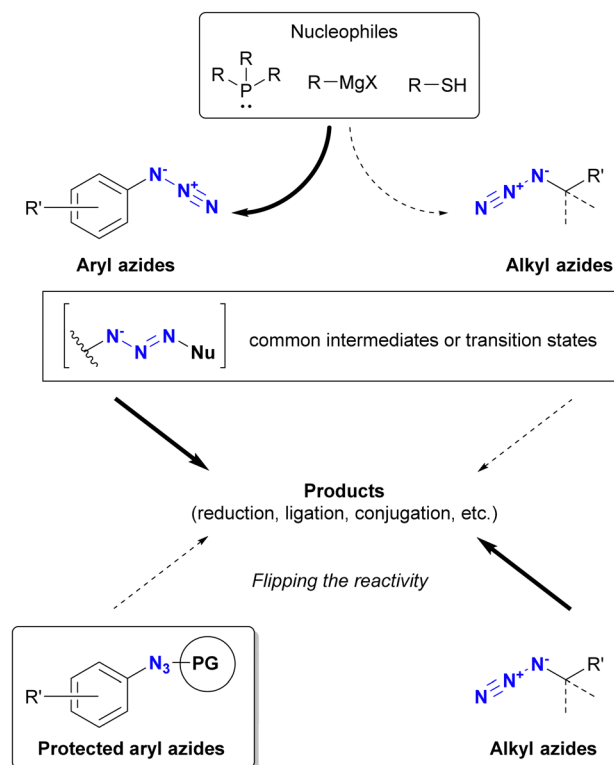 Nucleophiles
R
R R
P
R MgX
R SH
N-
N+
N
R'
N-
N+
N
R'
Aryl azides
Alkyl azides
N-
N
N
Nu
common intermediates or transition states
Products
(reduction, ligation, conjugation, etc.)
Flipping the reactivity
N3 PG
R'
N-
N+
N
R'
Protected aryl azides
Alkyl azides